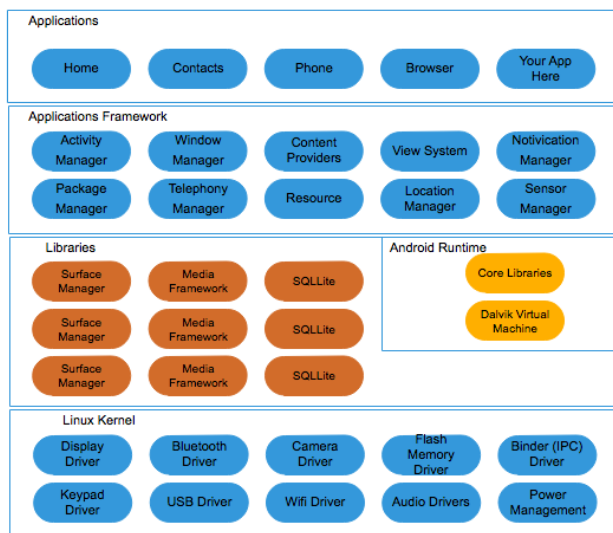 Applications
Home
Contacts
Phone
Browser
Your App
Here
Applications Framework
Activity
Manager
Window
Manager
Content
Providers
View System
Notivication
Manager
Package
Manager
Telephony
Manager
Resource
Location
Manager
Sensor
Manager
Libraries
Surface
Manager
Media
Framework
SQLLite
Surface
Manager
Media
Framework
SQLLite
Surface
Manager
Media
Framework
SQLLite
Android Runtime
Core Libraries
Dalvik Virtual
Machine
Linux Kernel
Display
Driver
Bluetooth
Driver
Camera
Driver
Flash
Memory
Driver
Binder (IPC)
Driver
Keypad
Driver
USB Driver
Wifi Driver
Audio Drivers
Power
Management